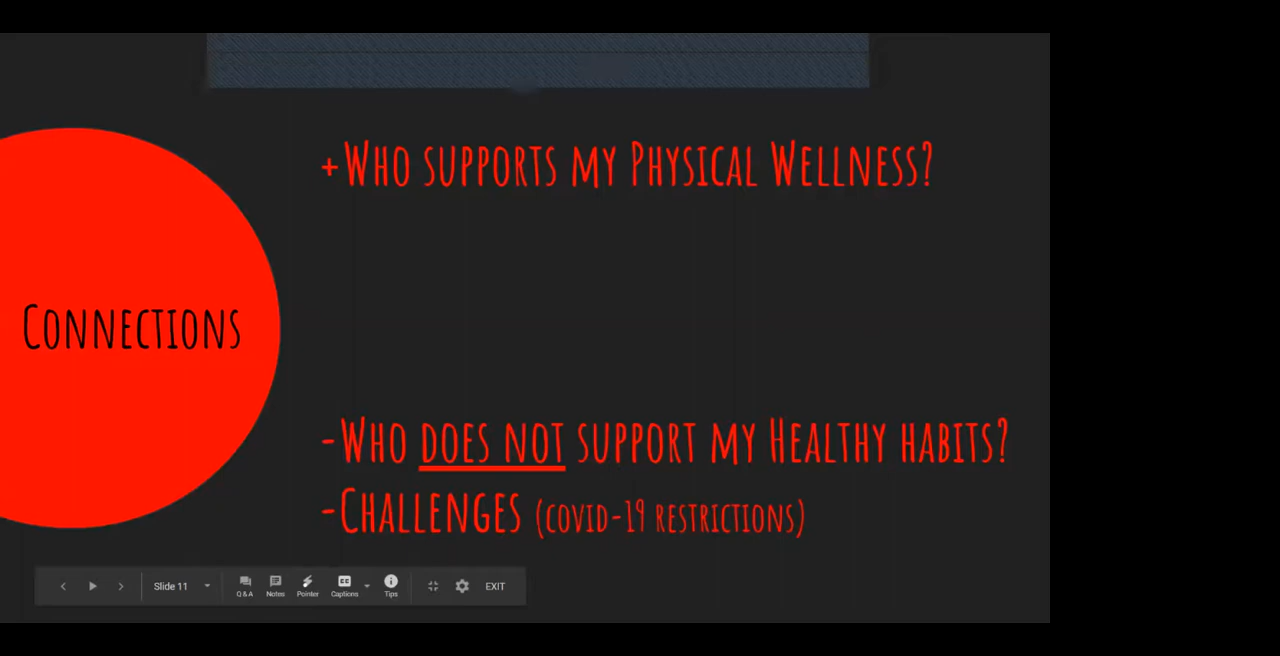 +Who supports my Physical Wellness?
Connections
-Who does not support my Healthy habits?
-Challenges (covid-19 restrictions)
Slide 11
Q&A Notes Pointer Captions Tips EXIT